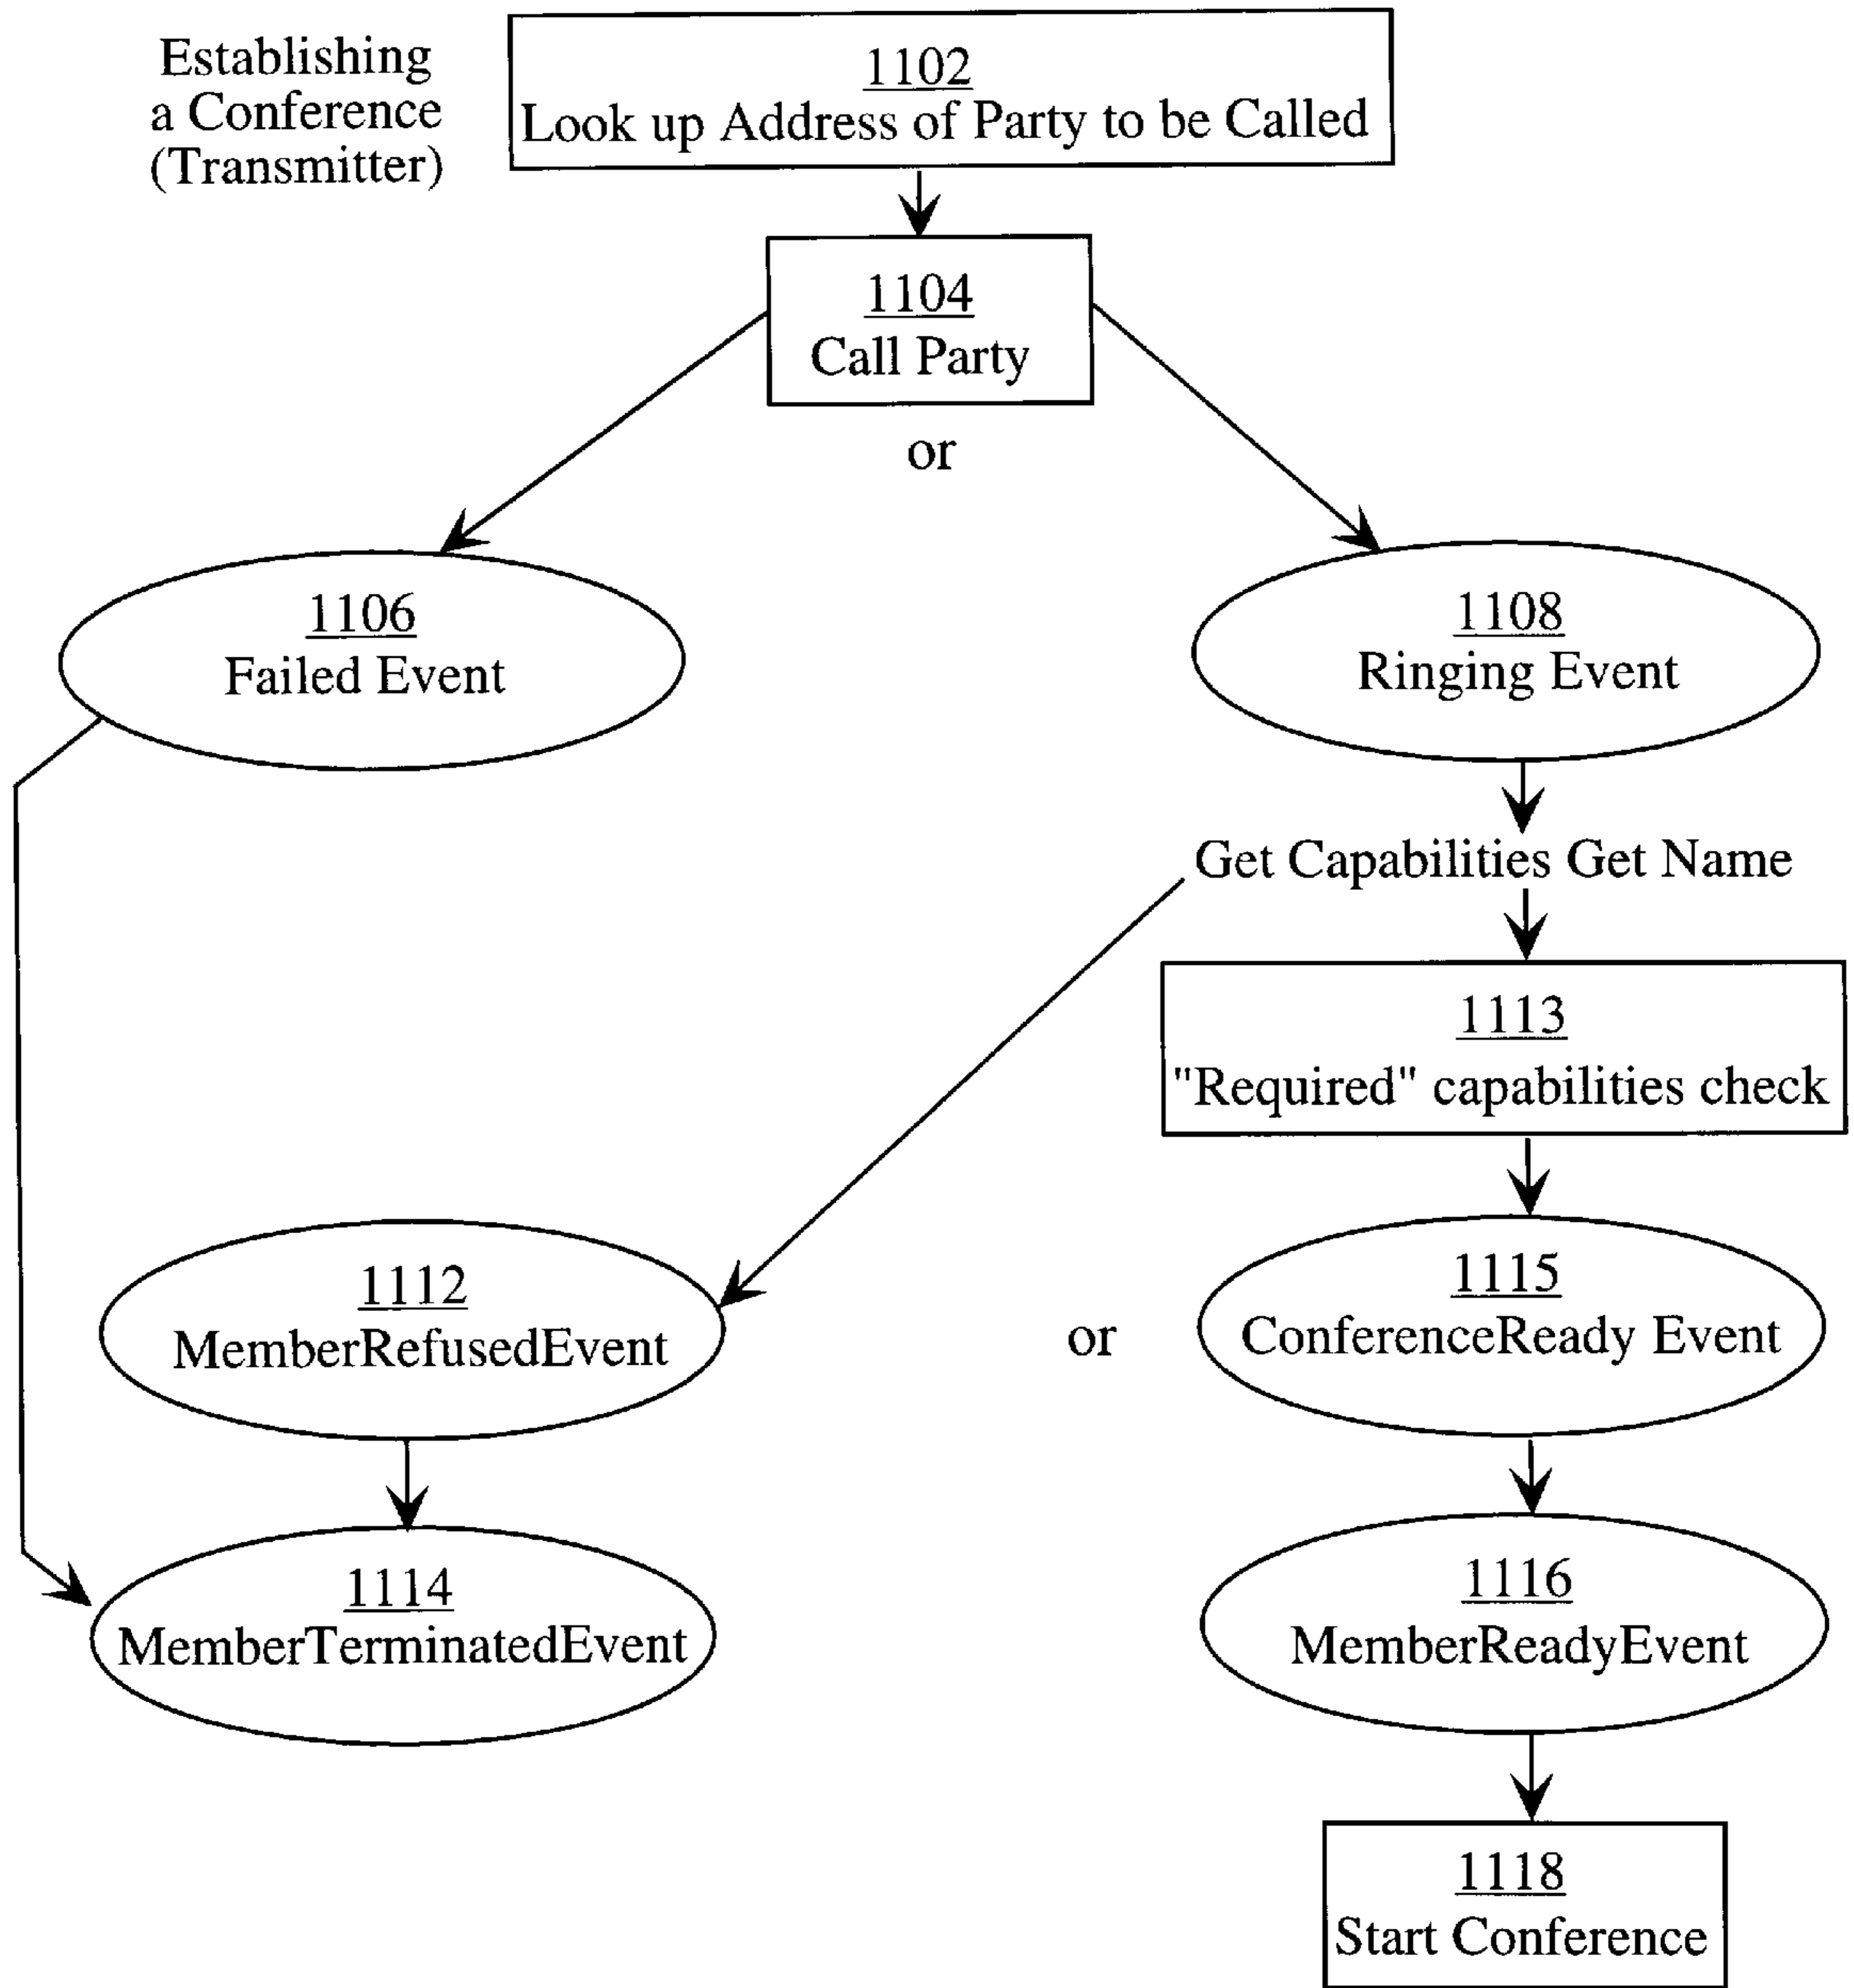 Establishing
a Conference
(Transmitter)
1102
Look up Address of Party to be Called
1104
Call Party
or
1106
Failed Event
1108
Ringing Event
Get Capabilities Get Name
1113
"Required" capabilities check
1112
MemberRefusedEvent
or
1115
ConferenceReady Event
1114
MemberTerminatedEvent
1116
MemberReadyEvent
1118
Start Conference